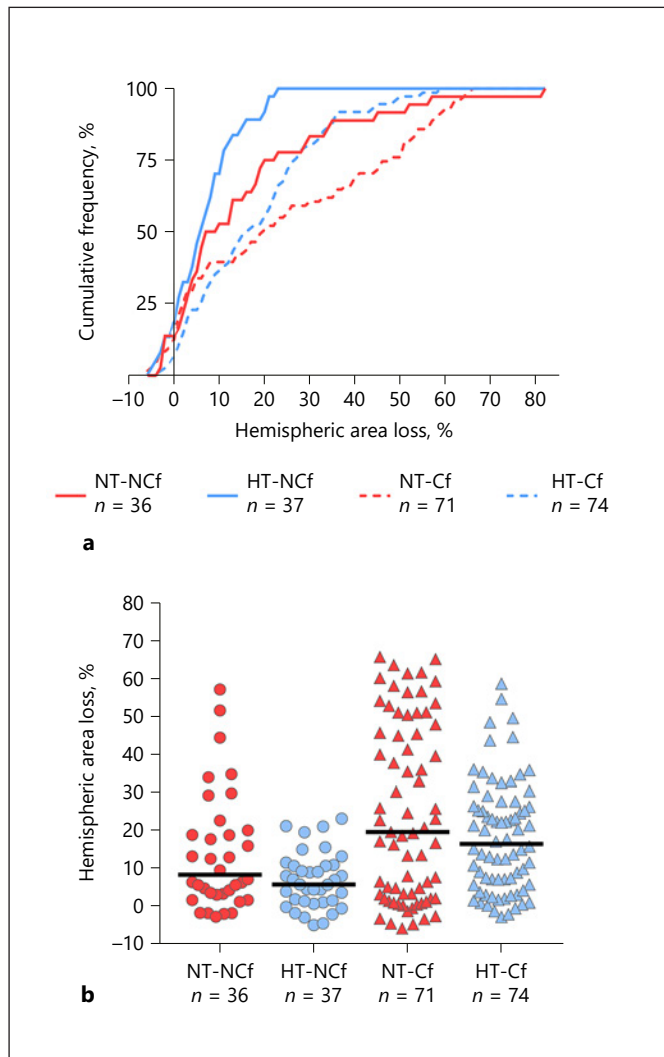 100
75
50
25
Cumulative frequency, %
–10 0 10 20 30 40 50 60 70 80
Hemispheric area loss, %
NT-NCf HT-NCf NT-Cf HT-Cf
n = 36 n = 37 n = 71 n = 74
a
80
70
60
50
40
30
20
10
0
–10
Hemispheric area loss, %
NT-NCf HT-NCf NT-Cf HT-Cf
n = 36 n = 37 n = 71 n = 74
b